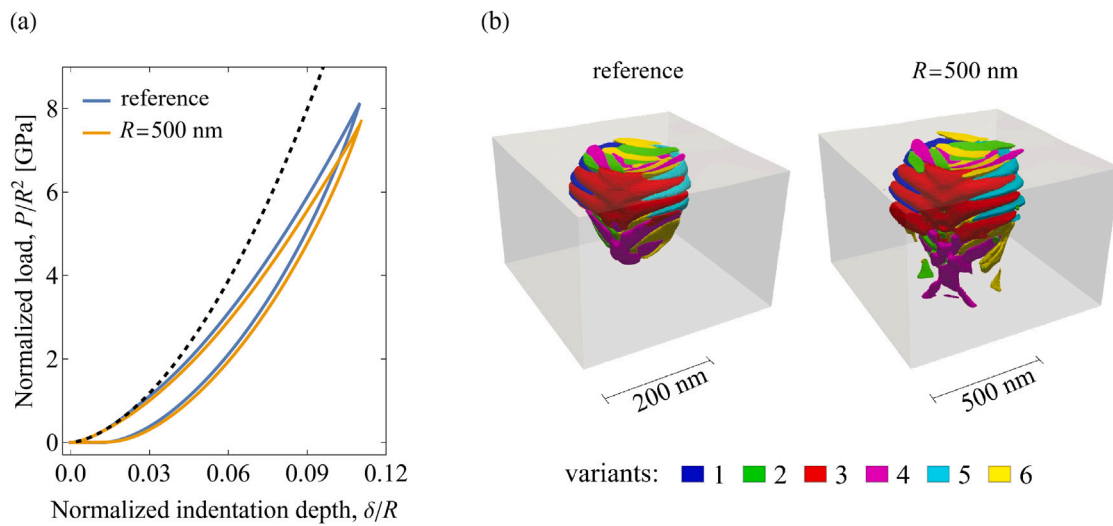 (a)
(b)
reference
R=500 nm
Normalized load, P/R² [GPa]
8
6
4
2
0
0.0 0.03 0.06 0.09 0.12
Normalized indentation depth, δ/R
reference
R=500 nm
200 nm
500 nm
variants: 1 2 3 4 5 6